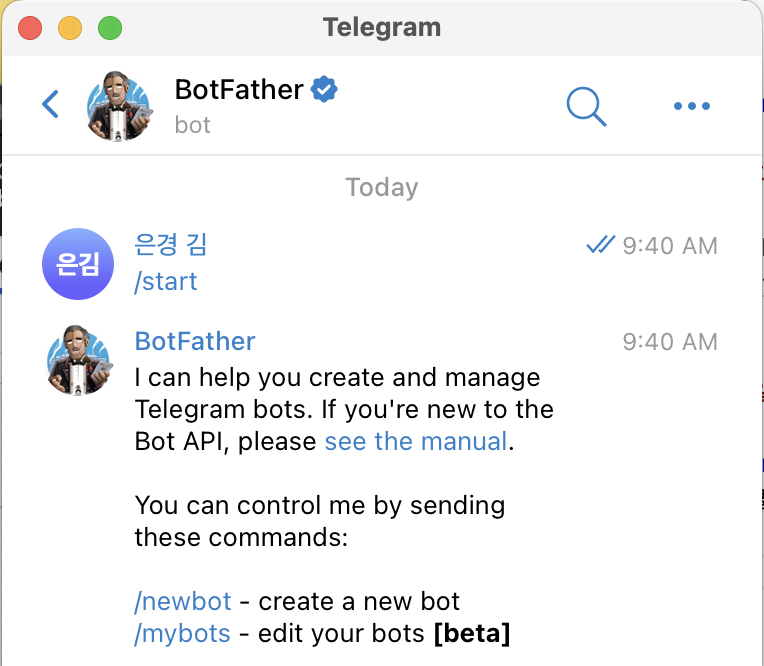 Telegram
BotFather
bot
Today
은김
은경 김
9:40 AM
/start
BotFather
9:40 AM
I can help you create and manage
Telegram bots. If you're new to the
Bot API, please see the manual.
You can control me by sending
these commands:
/newbot - create a new bot
/mybots - edit your bots [beta]